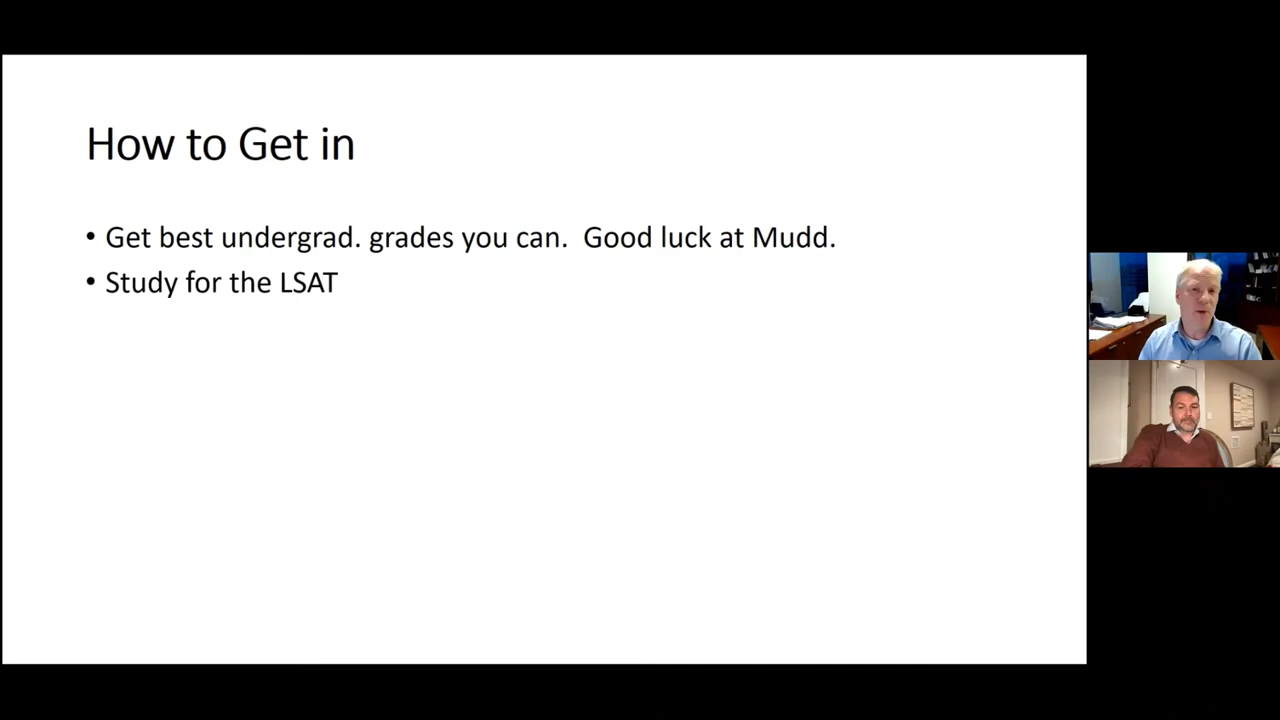 How to Get in
• Get best undergrad. grades you can.  Good luck at Mudd.
• Study for the LSAT